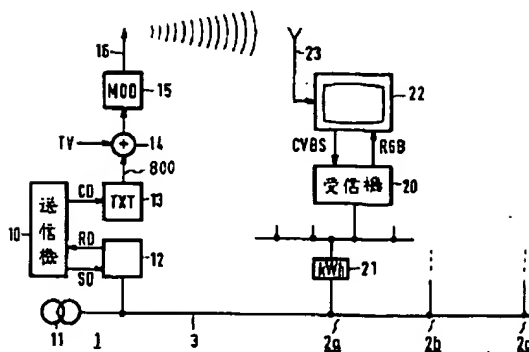 16
23
MOD
15
22
TV
14
CVBS
RGB
800
受信機
20
10
送信機
CD
TXT
13
RD
SD
12
kWh
21
11
1
3
2a
2b
2c